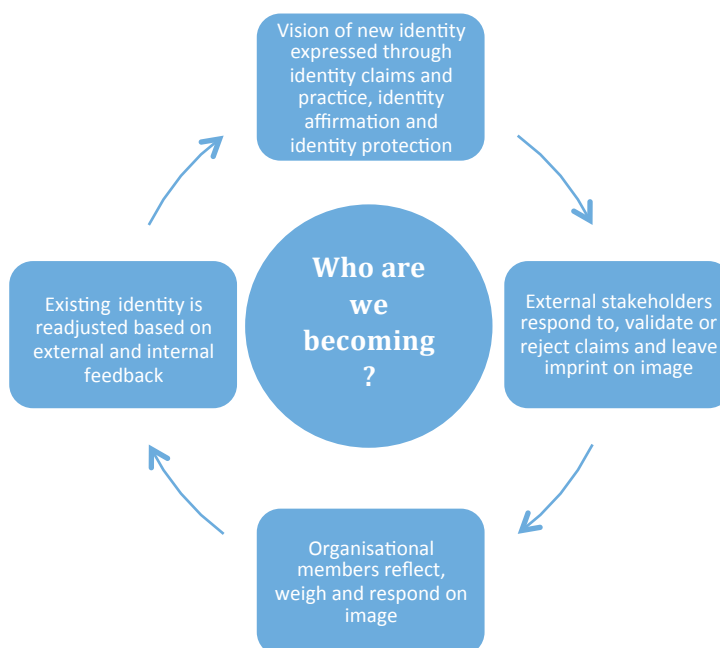 Vision of new identity
expressed through
identity claims and
practice, identity
affirmation and
identity protection
Who are
we
becoming
?
External stakeholders
respond to, validate or
reject claims and leave
imprint on image
Organisational
members reflect,
weigh and respond on
image
Existing identity is
readjusted based on
external and internal
feedback